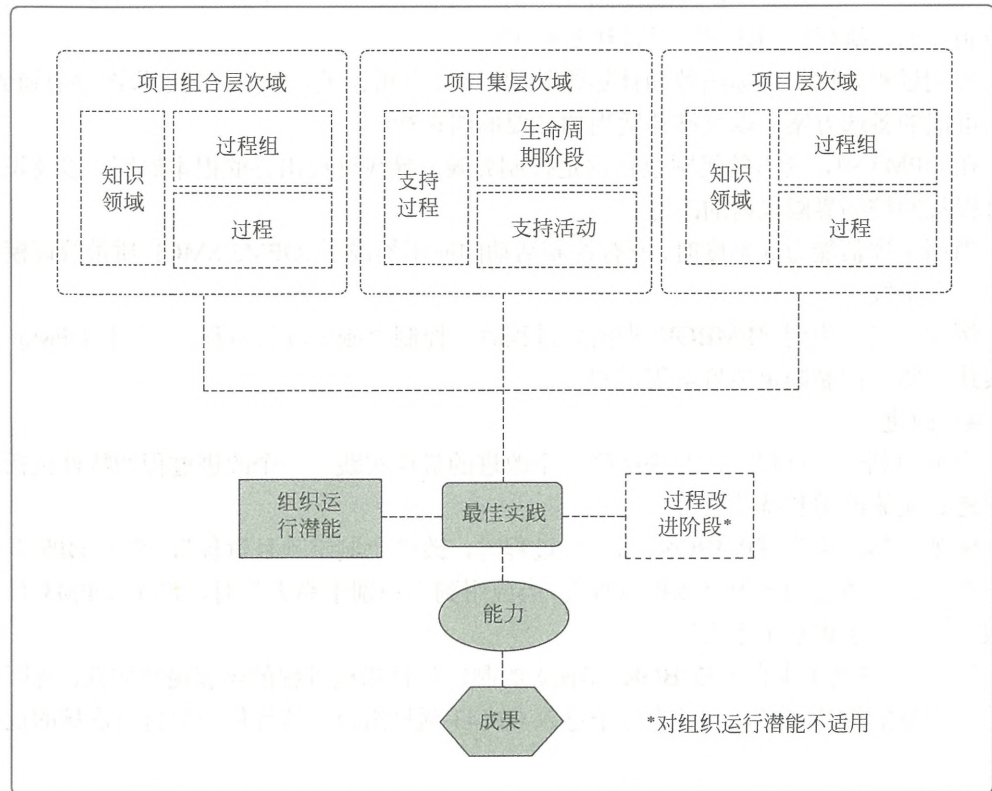 项目组合层次域
知识
领域
过程组
过程
项目集层次域
支持
过程
生命周
期阶段
支持活动
项目层次域
知识
领域
过程组
过程
组织运
行潜能
最佳实践
过程改
进阶段*
能力
成果
*对组织运行潜能不适用